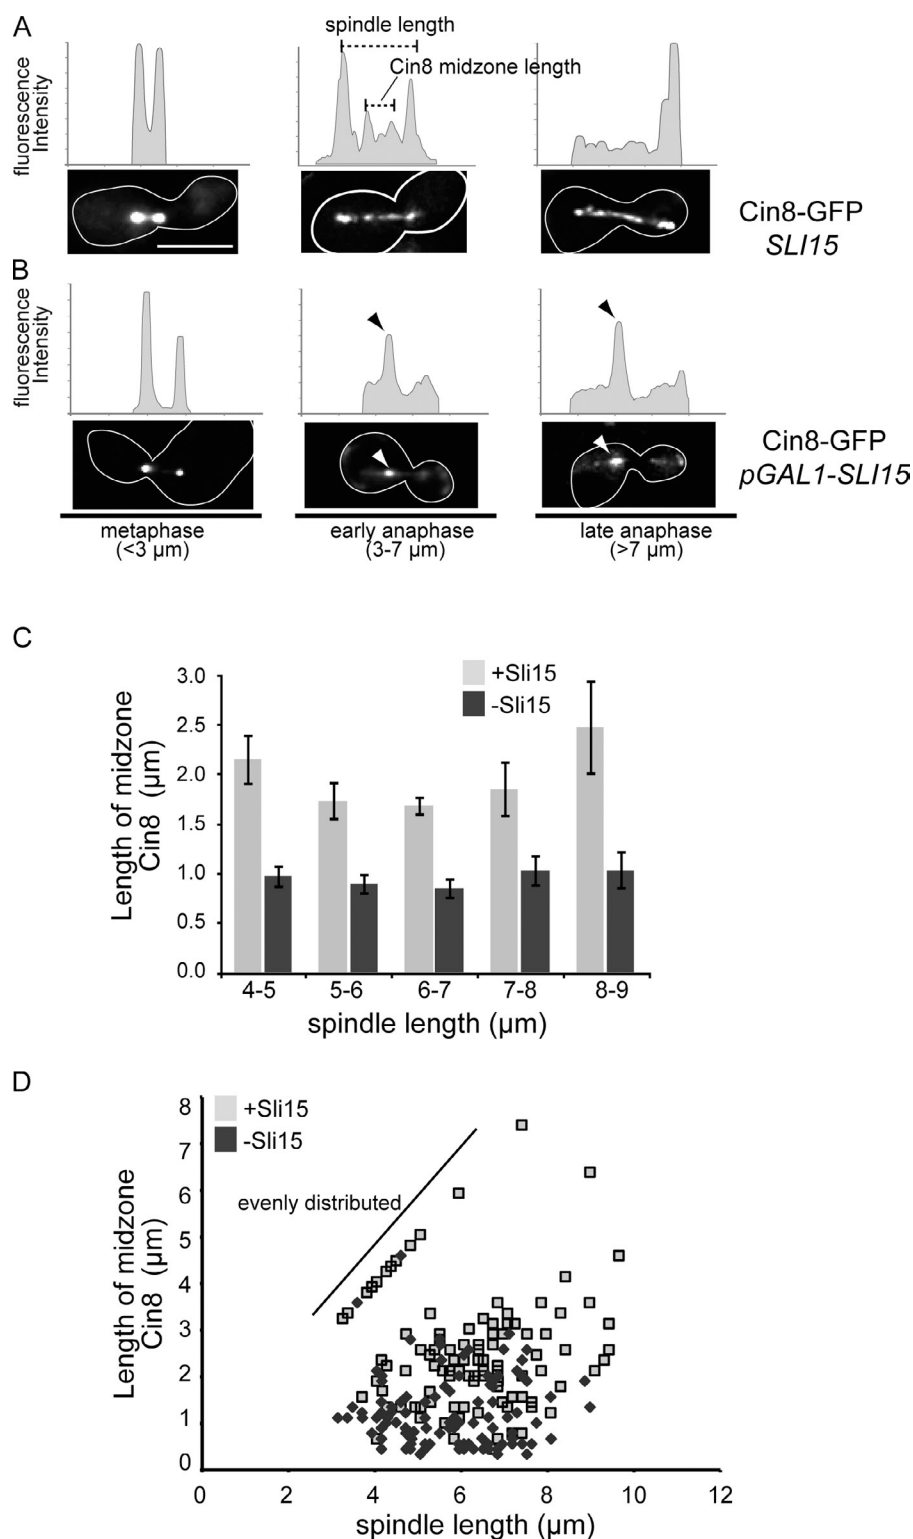 A
spindle length
Cin8 midzone length
fluorescence
Intensity
Cin8-GFP
SLI15
B
fluorescence
Intensity
Cin8-GFP
pGAL1-SLI15
metaphase
(<3 µm)
early anaphase
(3-7 µm)
late anaphase
(>7 µm)
C
+Sli15
-Sli15
Length of midzone
Cin8 (µm)
3.0
2.5
2.0
1.5
1.0
0.5
0.0
4-5 5-6 6-7 7-8 8-9
spindle length (µm)
D
+Sli15
-Sli15
evenly distributed
Length of midzone
Cin8 (µm)
8
7
6
5
4
3
2
1
0
0 2 4 6 8 10 12
spindle length (µm)